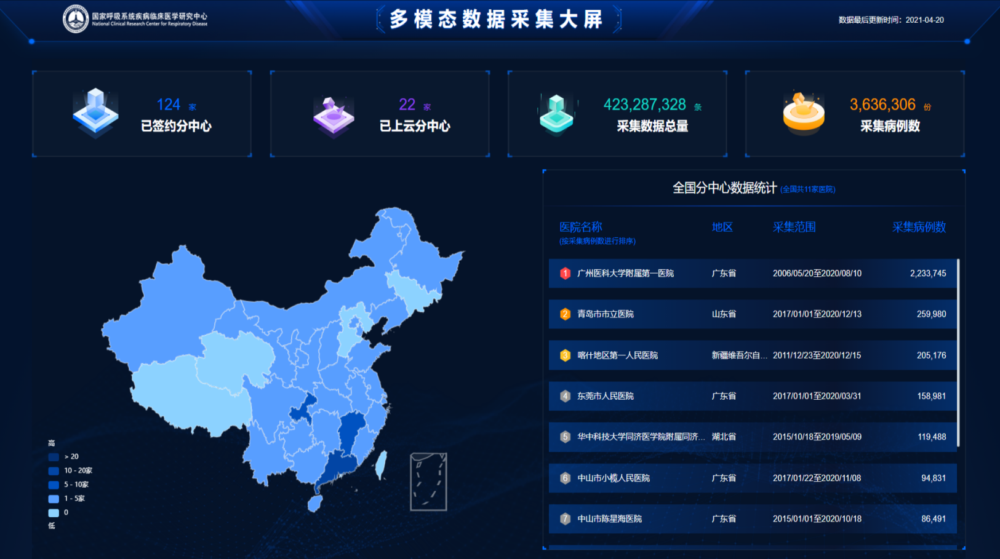 国家呼吸系统疾病临床医学研究中心
National Clinical Research Center for Respiratory Disease
多模态数据采集大屏
数据最后更新时间：2021-04-20
124 家
已签约分中心
22 家
已上云分中心
423,287,328 条
采集数据总量
3,636,306 份
采集病例数
高
> 20
10 - 20家
5 - 10家
1 - 5家
0
低
全国分中心数据统计 (全国共11家医院)
医院名称 地区 采集范围 采集病例数
(按采集病例数进行排序)
1 广州医科大学附属第一医院 广东省 2006/05/20至2020/08/10 2,233,745
2 青岛市市立医院 山东省 2017/01/01至2020/12/13 259,980
3 喀什地区第一人民医院 新疆维吾尔自... 2011/12/23至2020/12/15 205,176
4 东莞市人民医院 广东省 2017/01/01至2020/03/31 158,981
5 华中科技大学同济医学院附属同济... 湖北省 2015/10/18至2019/05/09 119,488
6 中山市小榄人民医院 广东省 2017/01/22至2020/11/08 94,831
7 中山市陈星海医院 广东省 2015/01/01至2020/10/18 86,491